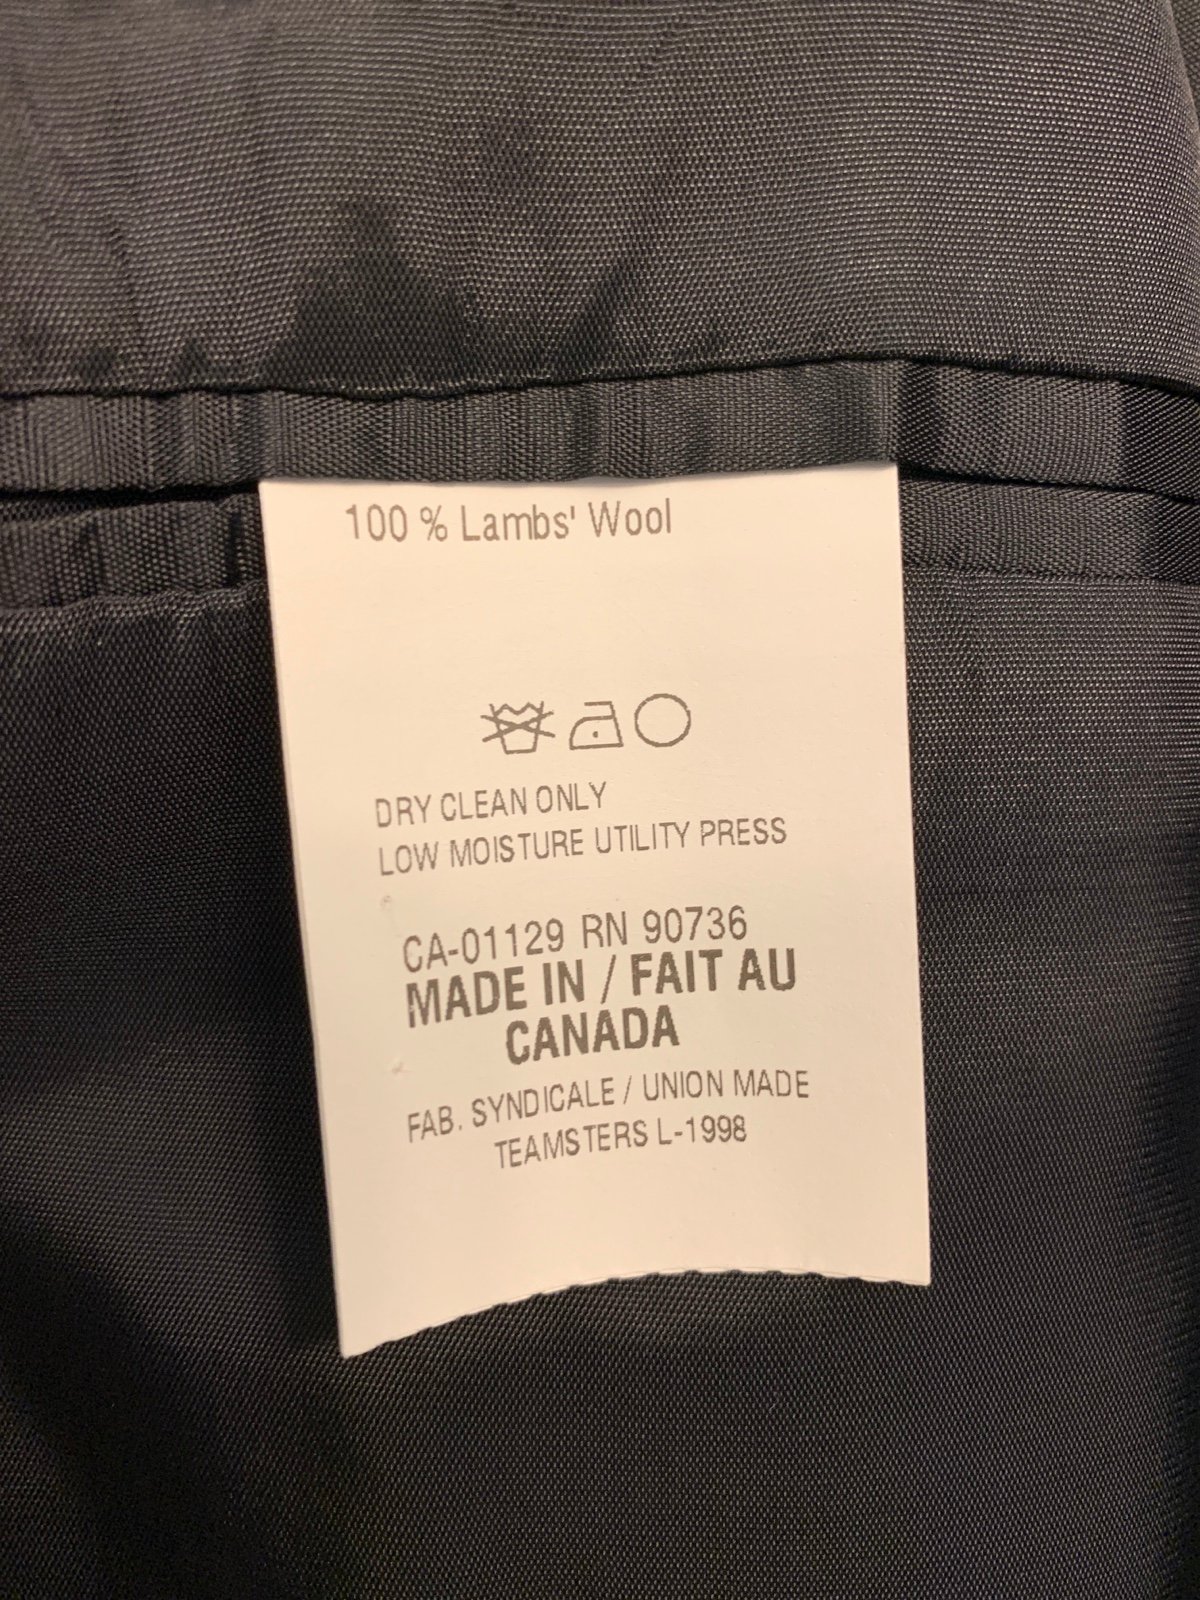 100 % Lambs' Wool
DRY CLEAN ONLY
LOW MOISTURE UTILITY PRESS
CA-01129 RN 90736
MADE IN / FAIT AU
CANADA
FAB. SYNDICALE / UNION MADE
TEAMSTERS L-1998